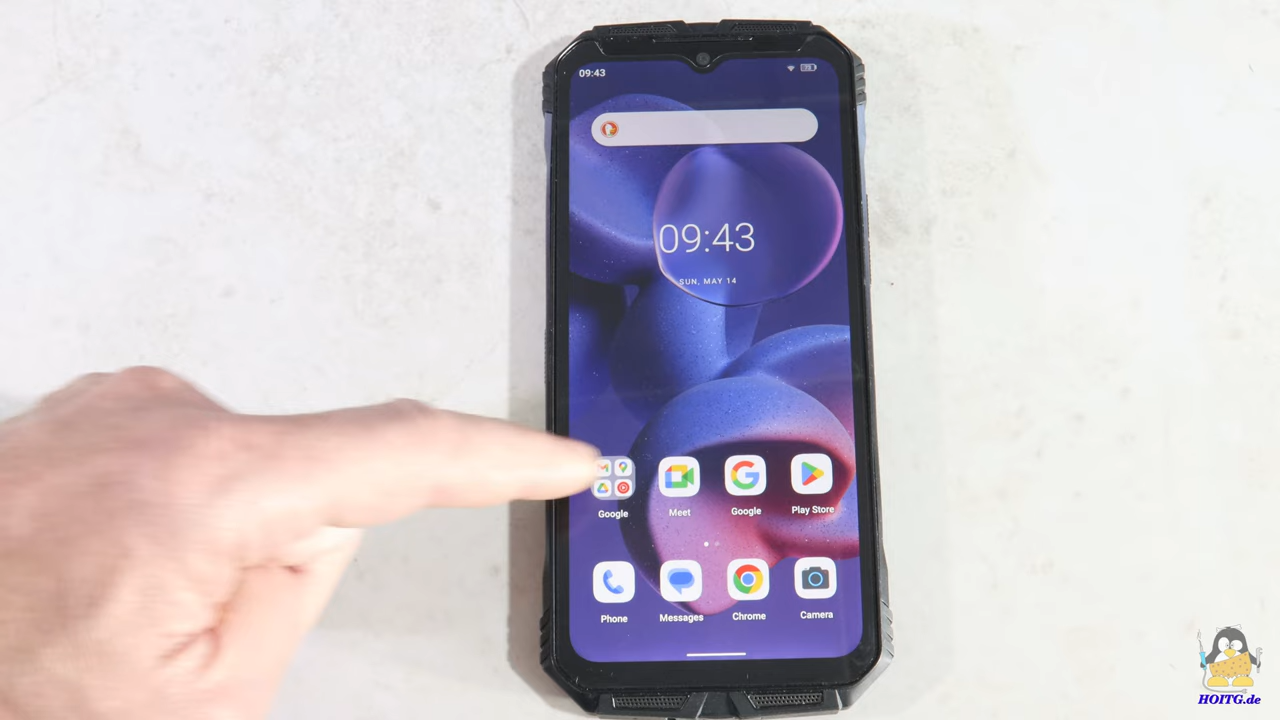 09:43
09:43
SUN, MAY 14
Google
Meet
Google
Play Store
Phone
Messages
Chrome
Camera
HOITG.de